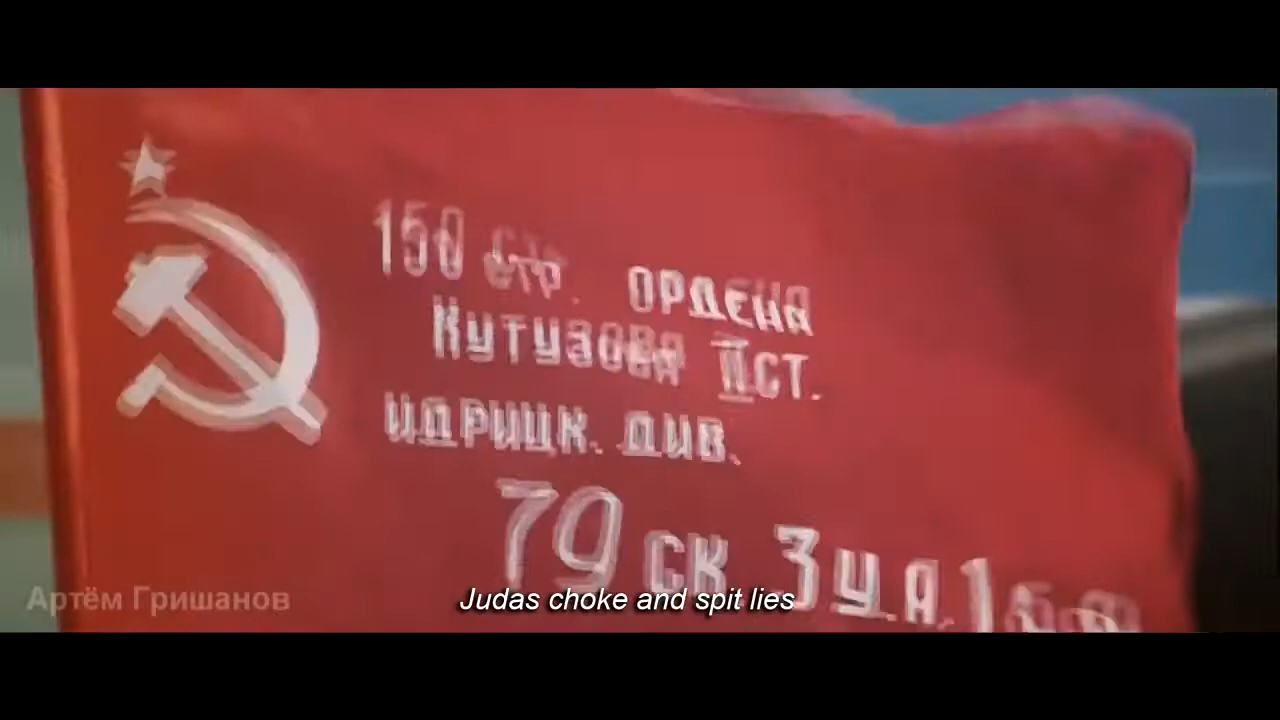 150 стр. ОРДЕНА
КУТУЗОВА II СТ.
ИДРИЦК. ДИВ.
79 СК. 3 У.А. 1
Артём Гришанов
Judas choke and spit lies